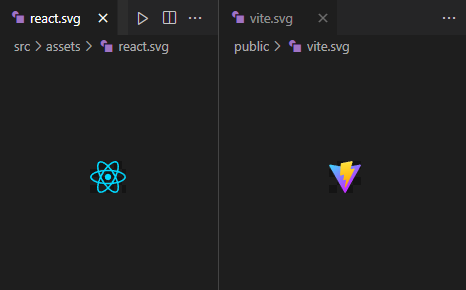 react.svg
src > assets > react.svg
vite.svg
public > vite.svg